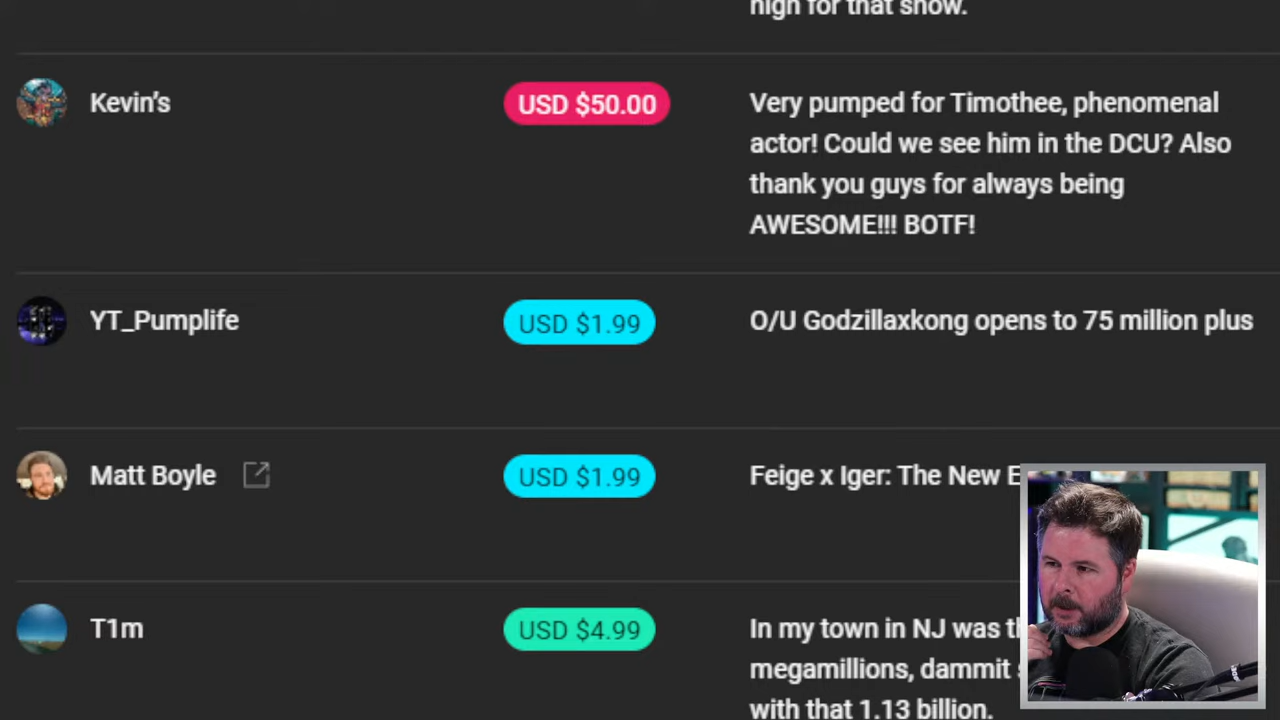 high for that show.
Kevin's
USD $50.00
Very pumped for Timothee, phenomenal
actor! Could we see him in the DCU? Also
thank you guys for always being
AWESOME!!! BOTF!
YT_Pumplife
USD $1.99
O/U Godzillaxkong opens to 75 million plus
Matt Boyle
USD $1.99
Feige x Iger: The New
T1m
USD $4.99
In my town in NJ was
megamillions, dammit
with that 1.13 billion.